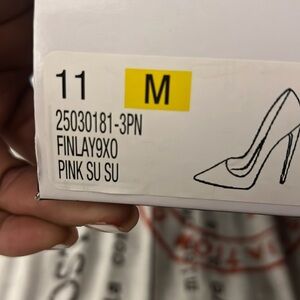 11 M
25030181-3PN
FINLAY9X0
PINK SU SU